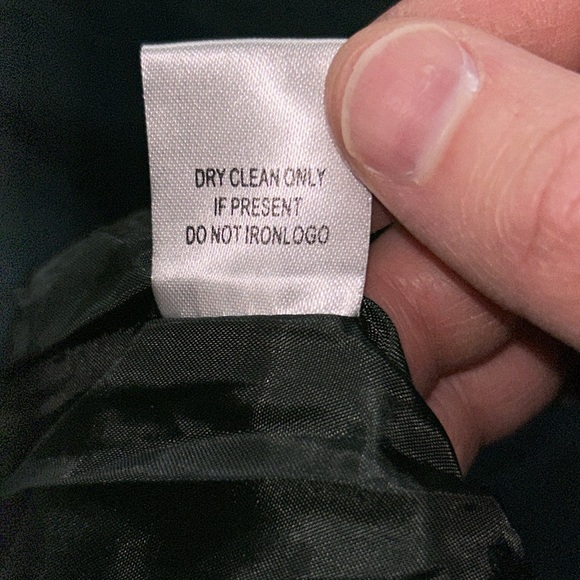 DRY CLEAN ONLY
IF PRESENT
DO NOT IRONLOGO